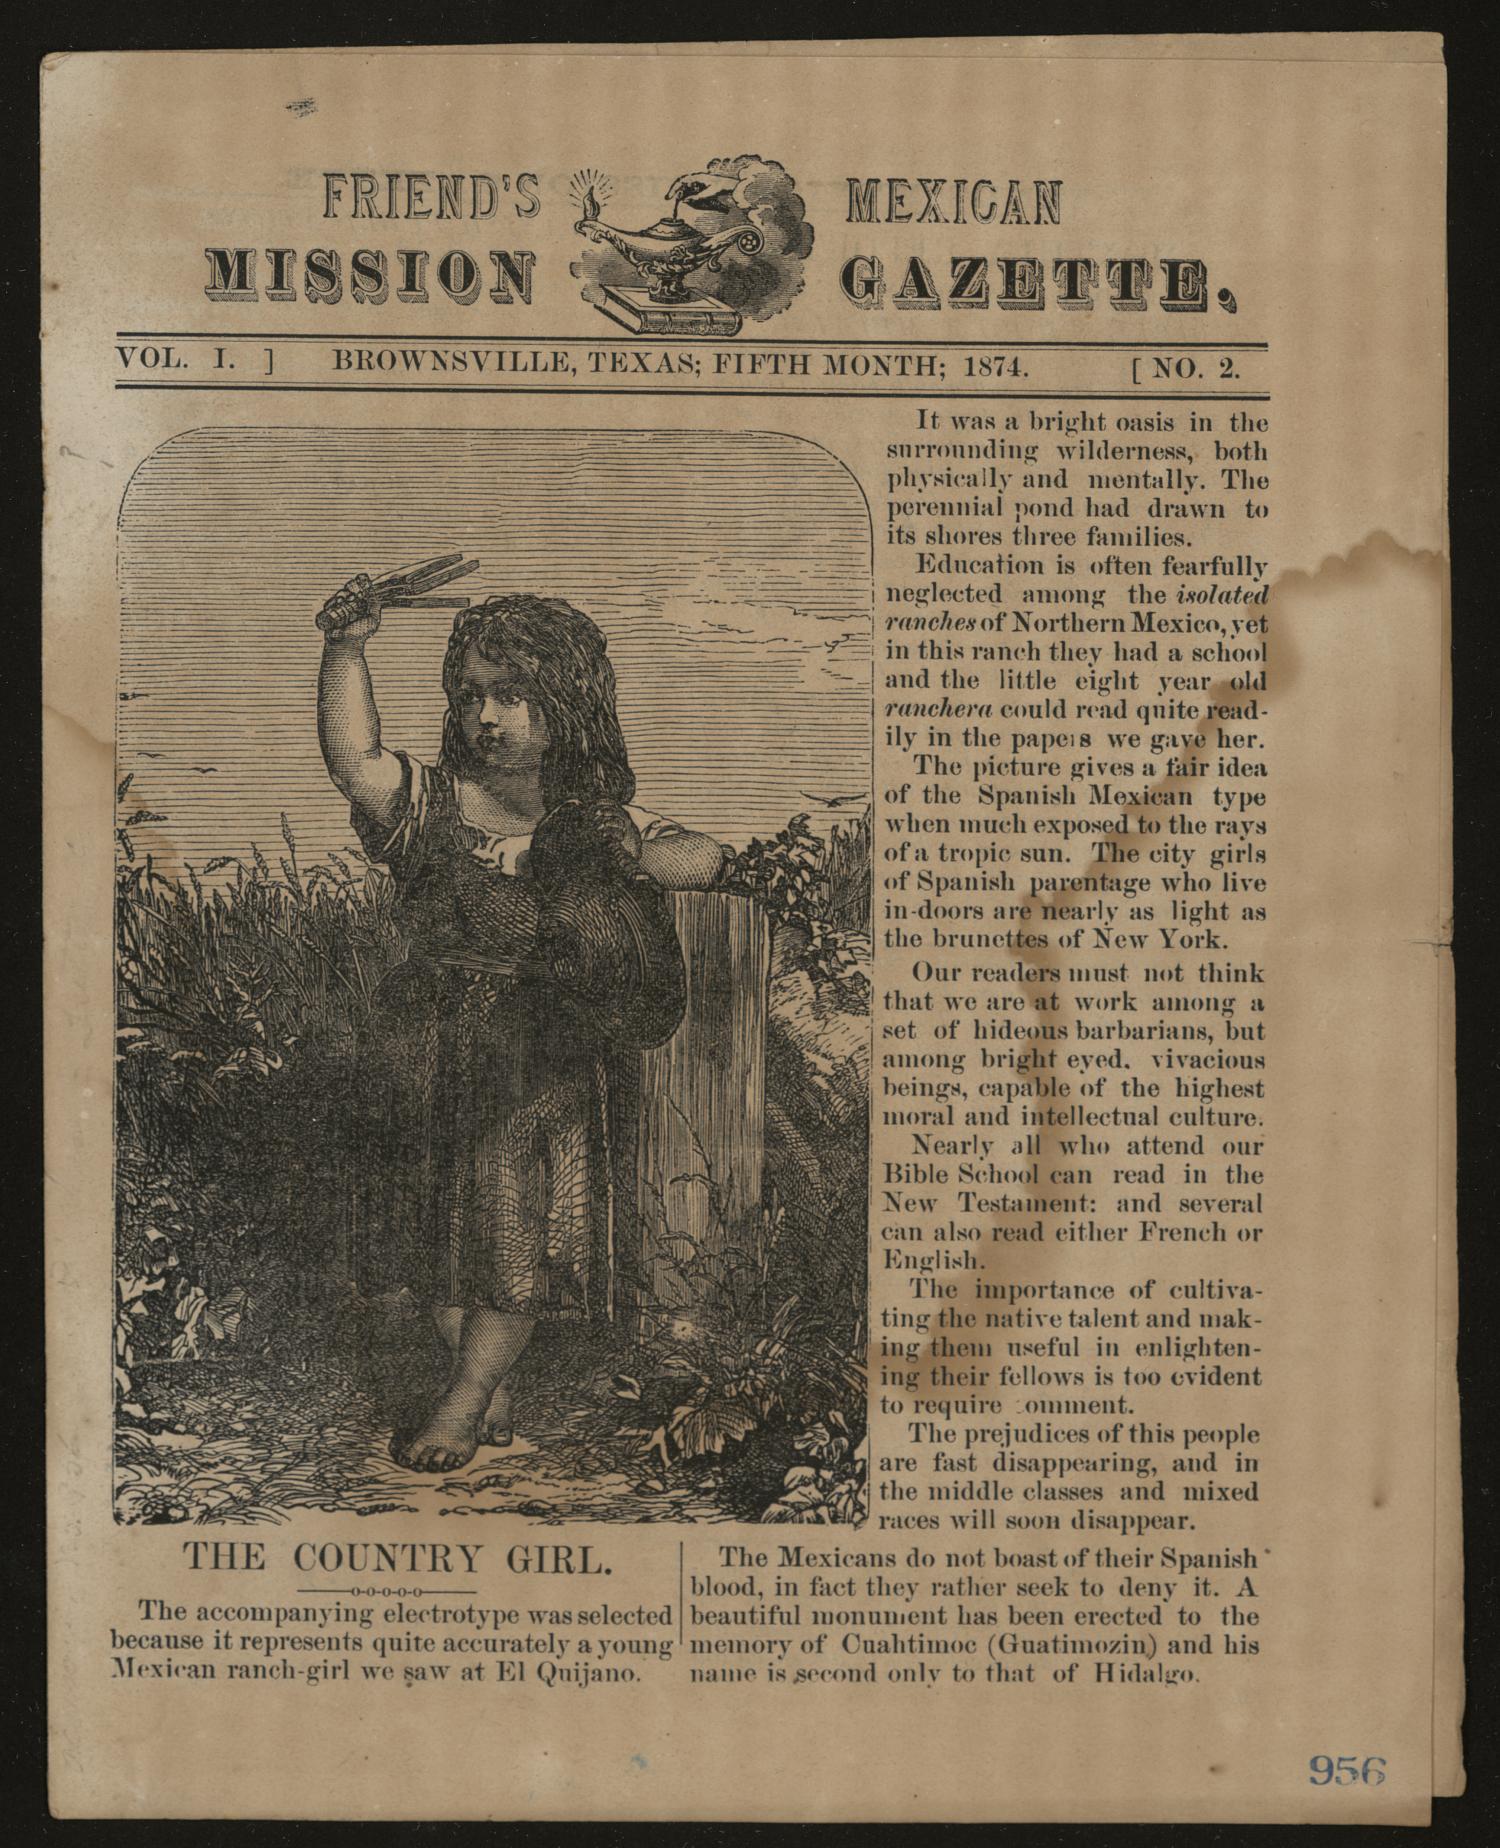 FRIEND'S MEXICAN
MISSION GAZETTE.
VOL. I. ] BROWNSVILLE, TEXAS; FIFTH MONTH; 1874. [ NO. 2.
THE COUNTRY GIRL.
The accompanying electrotype was selected
because it represents quite accurately a young
Mexican ranch-girl we saw at El Quijano.
It was a bright oasis in the
surrounding wilderness, both
physically and mentally. The
perennial pond had drawn to
its shores three families.
Education is often fearfully
neglected among the isolated
ranches of Northern Mexico, yet
in this ranch they had a school
and the little eight year old
ranchera could read quite read-
ily in the papers we gave her.
The picture gives a fair idea
of the Spanish Mexican type
when much exposed to the rays
of a tropic sun. The city girls
of Spanish parentage who live
in-doors are nearly as light as
the brunettes of New York.
Our readers must not think
that we are at work among a
set of hideous barbarians, but
among bright eyed. vivacious
beings, capable of the highest
moral and intellectual culture.
Nearly all who attend our
Bible School can read in the
New Testament: and several
can also read either French or
English.
The importance of cultiva-
ting the native talent and mak-
ing them useful in enlighten-
ing their fellows is too evident
to require comment.
The prejudices of this people
are fast disappearing, and in
the middle classes and mixed
races will soon disappear.
The Mexicans do not boast of their Spanish
blood, in fact they rather seek to deny it. A
beautiful monument has been erected to the
memory of Cuahtimoc (Guatimozin) and his
name is second only to that of Hidalgo.
956